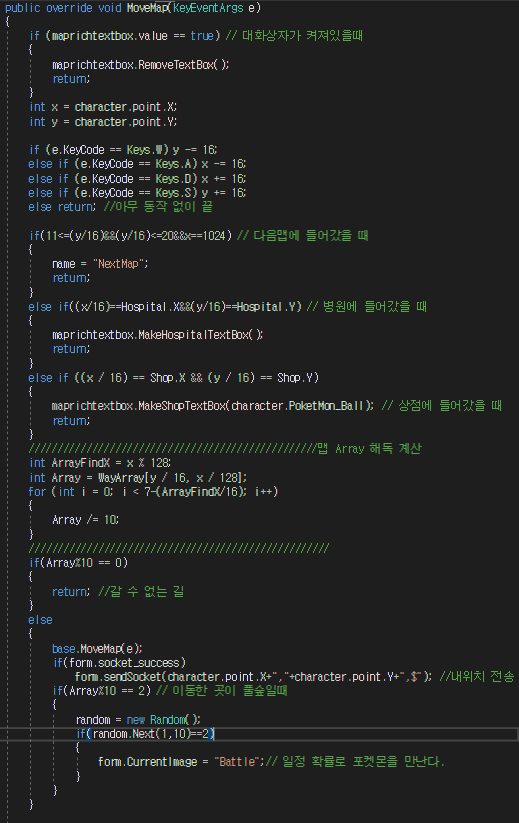 public override void MoveMap(KeyEventArgs e)
{
if (maprichtextbox.value == true) // 대화상자가 켜져있을때
{
maprichtextbox.RemoveTextBox();
return;
}
int x = character.point.X;
int y = character.point.Y;
if (e.KeyCode == Keys.W) y -= 16;
else if (e.KeyCode == Keys.A) x -= 16;
else if (e.KeyCode == Keys.D) x += 16;
else if (e.KeyCode == Keys.S) y += 16;
else return; //아무 동작 없이 끝
if(11<=(y/16)&&(y/16)<=20&&x==1024) // 다음맵에 들어갔을 때
{
name = "NextMap";
return;
}
else if((x/16)==Hospital.X&&(y/16)==Hospital.Y) // 병원에 들어갔을 때
{
maprichtextbox.MakeHospitalTextBox();
return;
}
else if ((x / 16) == Shop.X && (y / 16) == Shop.Y)
{
maprichtextbox.MakeShopTextBox(character.PoketMon_Ball); // 상점에 들어갔을 때
return;
}
//////////////////////////////////////////////////맵 Array 해독 계산
int ArrayFindX = x % 128;
int Array = WayArray[y / 16, x / 128];
for (int i = 0; i < 7-(ArrayFindX/16); i++)
{
Array /= 10;
}
////////////////////////////////////////////////////
if(Array%10 == 0)
{
return; //갈 수 없는 길
}
else
{
base.MoveMap(e);
if(form.socket_success)
form.sendSocket(character.point.X+","+character.point.Y+",$"); //내위치 전송
if(Array%10 == 2) // 이동한 곳이 풀숲일때
{
random = new Random();
if(random.Next(1,10)==2)
{
form.CurrentImage = "Battle";// 일정 확률로 포켓몬을 만난다.
}
}
}